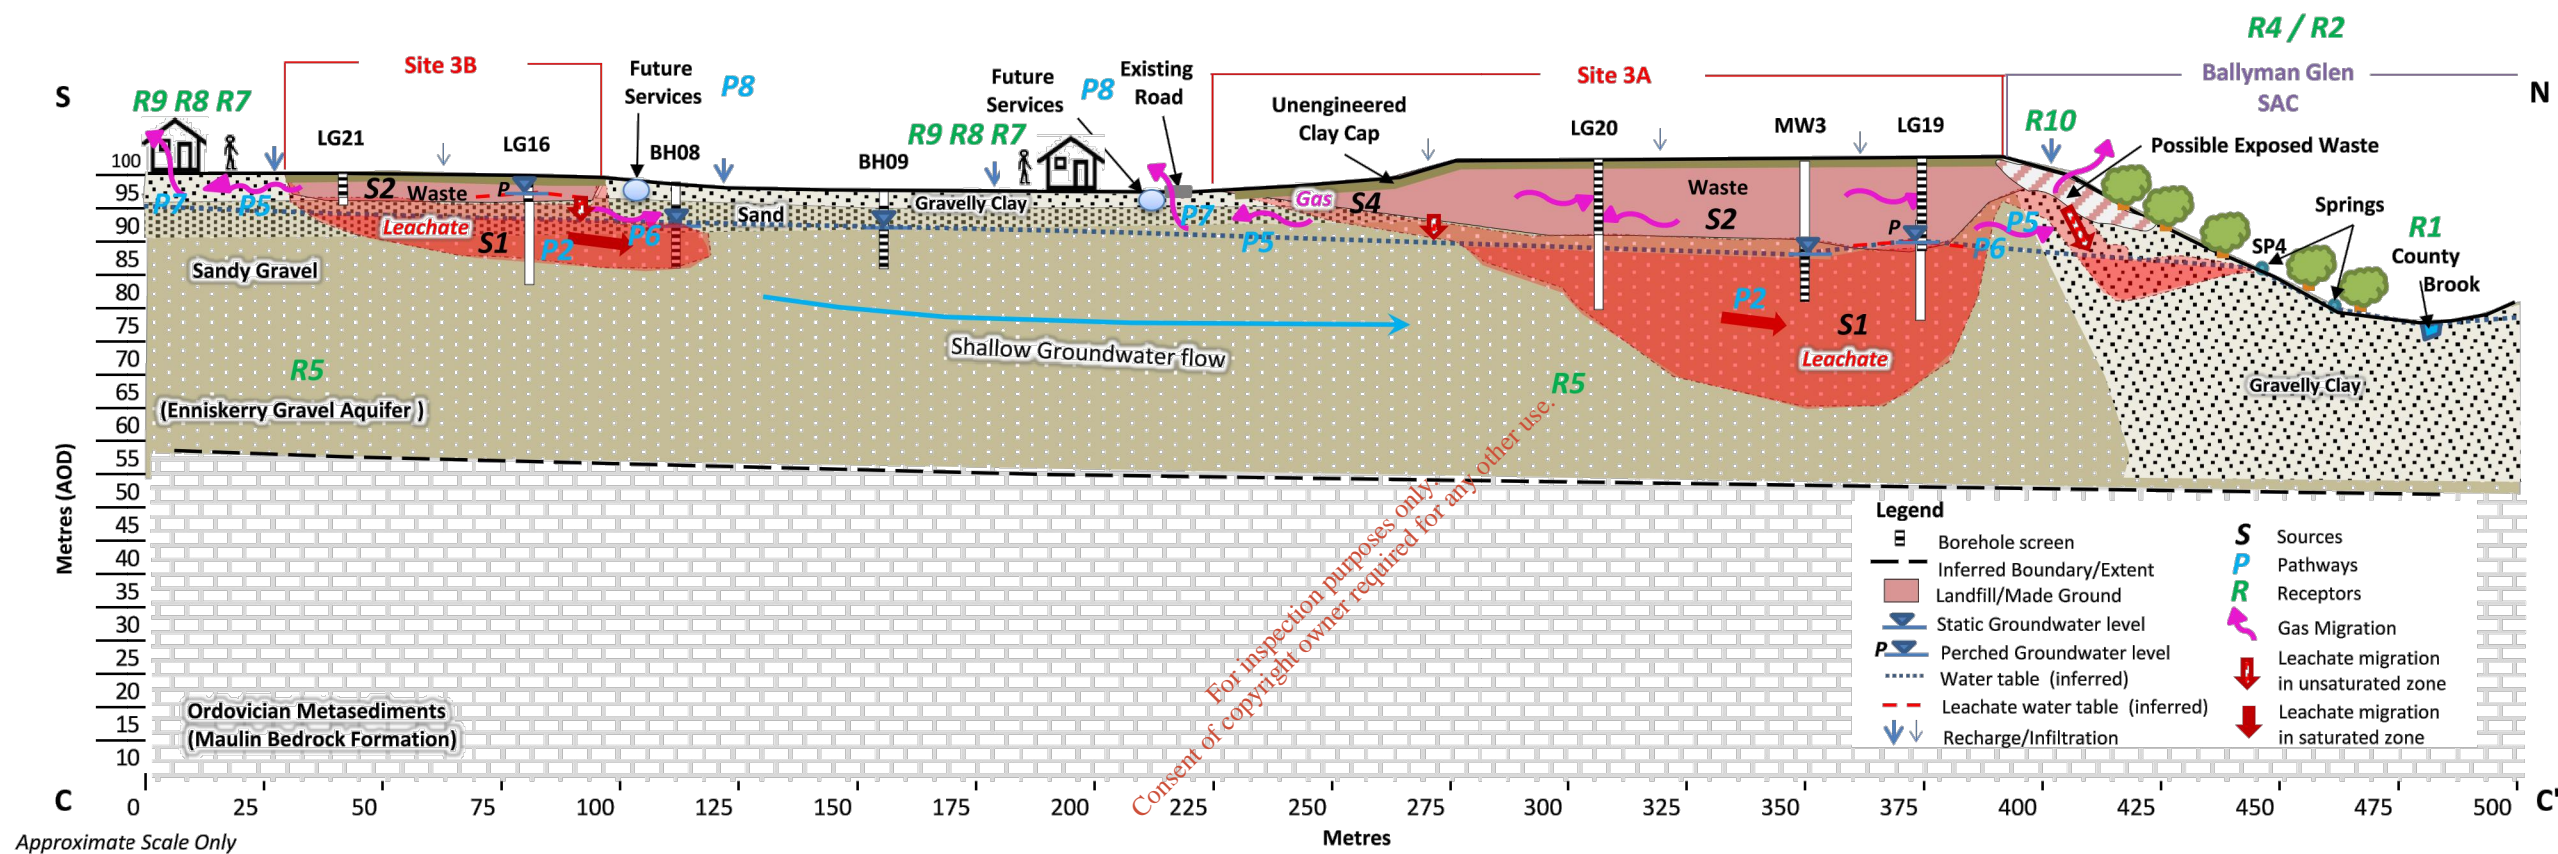 R4 / R2
S
N
Site 3B
Future
Services
P8
Future
Services
P8
Existing
Road
Site 3A
Ballyman Glen
SAC
R9 R8 R7
LG21
LG16
BH08
R9 R8 R7
BH09
Unengineered
Clay Cap
LG20
MW3
LG19
R10
Possible Exposed Waste
100
95
90
85
80
75
70
65
60
55
50
45
40
35
30
25
20
15
10
95
Metres (AOD)
P7
P5
S2
Waste
P
Leachate
S1
P2
P6
Sand
Gravelly Clay
P7
P5
Gas
S4
Waste
S2
P
P5
P6
Springs
SP4
R1
County
Brook
Sandy Gravel
Shallow Groundwater flow
P2
S1
Leachate
R5
R5
Gravelly Clay
(Enniskerry Gravel Aquifer )
For inspection purposes only.
Consent of copyright owner required for any other use.
Ordovician Metasediments
(Maulin Bedrock Formation)
Legend
Borehole screen
Inferred Boundary/Extent
Landfill/Made Ground
Static Groundwater level
P
Perched Groundwater level
Water table (inferred)
Leachate water table (inferred)
Recharge/Infiltration
S
Sources
P
Pathways
R
Receptors
Gas Migration
Leachate migration
in unsaturated zone
Leachate migration
in saturated zone
C
0 25 50 75 100 125 150 175 200 225 250 275 300 325 350 375 400 425 450 475 500
C'
Metres
Approximate Scale Only